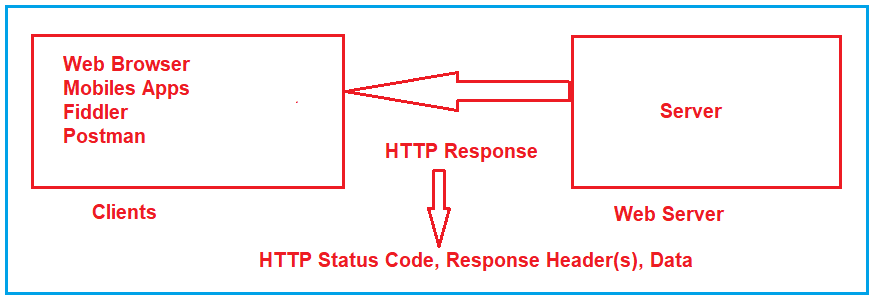 Web Browser
Mobiles Apps
Fiddler
Postman
Server
HTTP Response
Clients
Web Server
HTTP Status Code, Response Header(s), Data